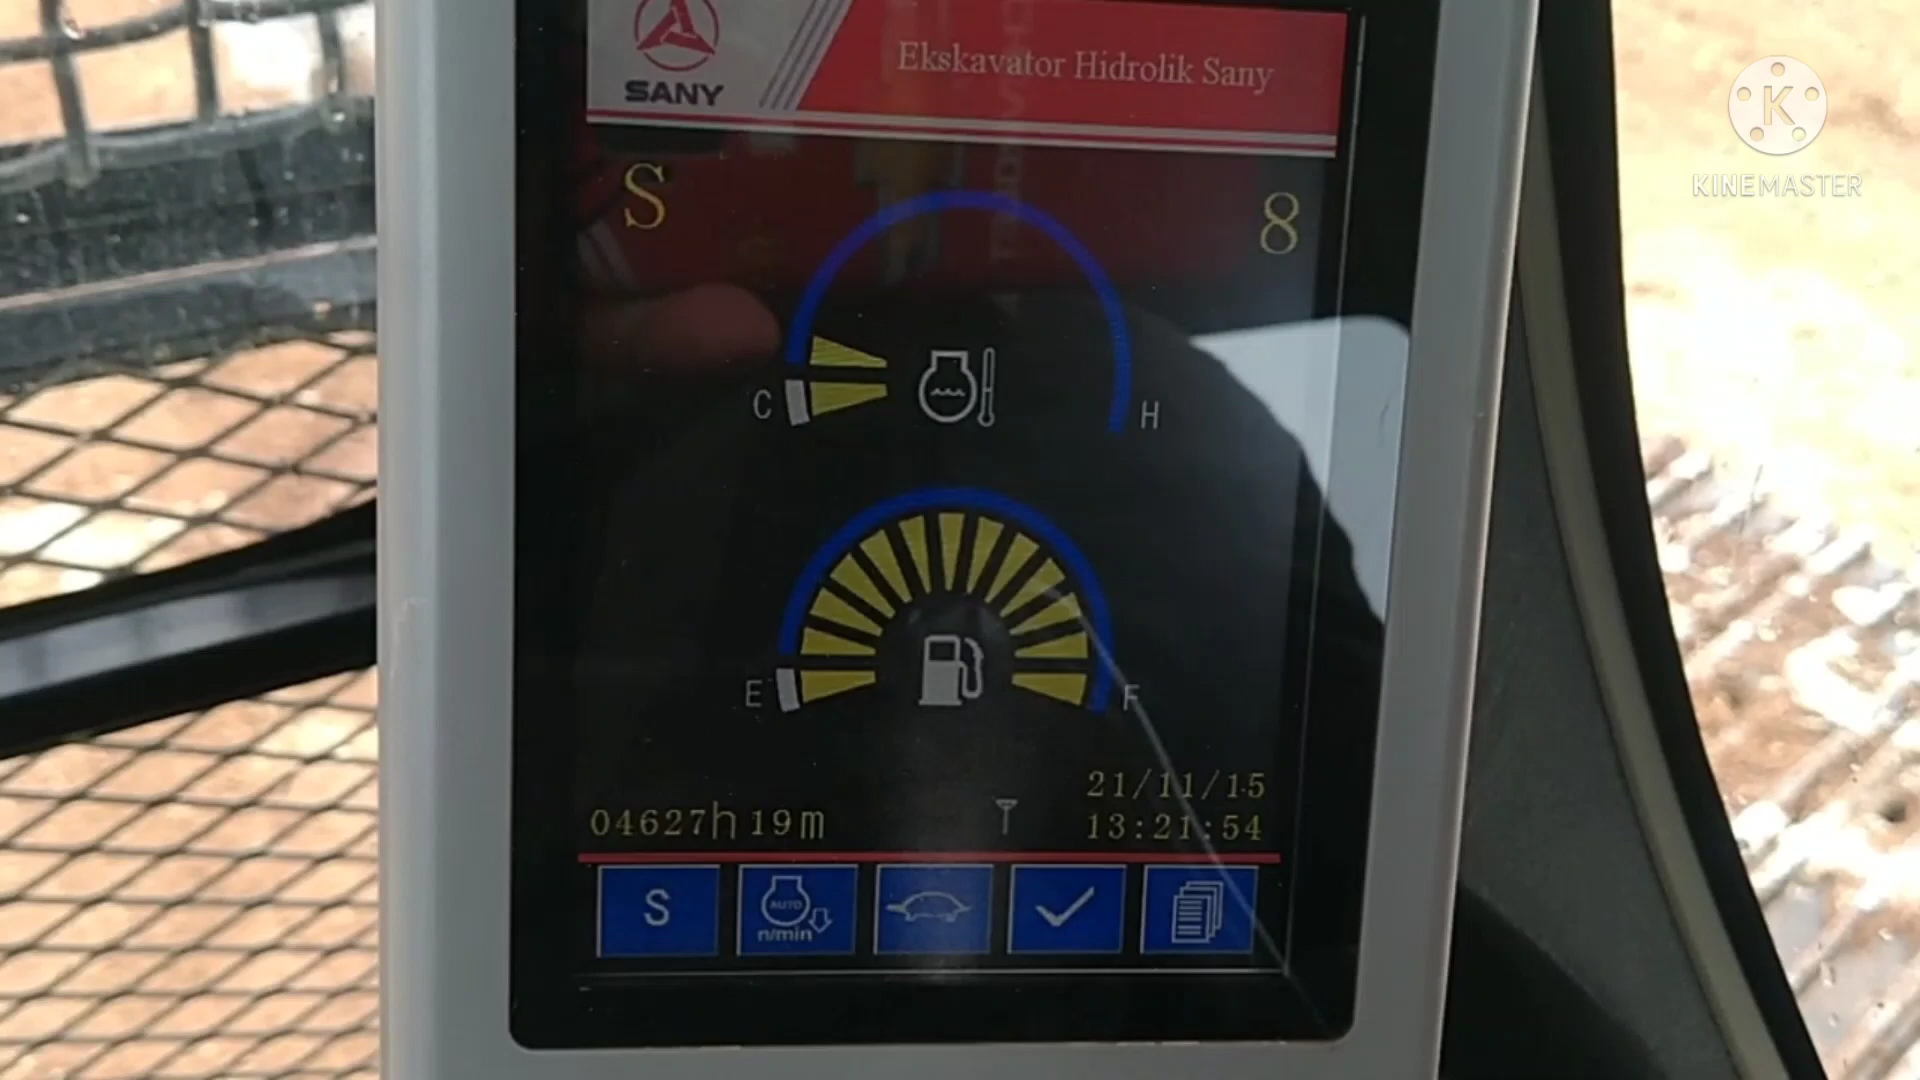 SANY
Ekskavator Hidrolik Sany
K
KINEMASTER
S
8
C
H
E
F
04627h 19m
21/11/15
13:21:54
S
AUTO
n/min